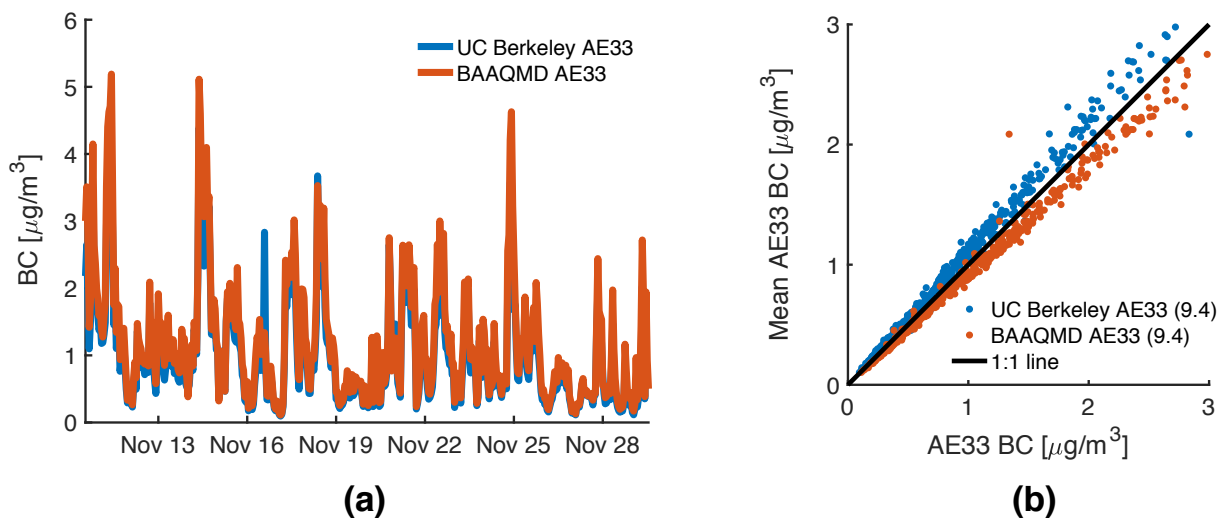 6
5
4
3
2
1
0
BC [μg/m³]
UC Berkeley AE33
BAAQMD AE33
Nov 13 Nov 16 Nov 19 Nov 22 Nov 25 Nov 28
(a)
3
2
1
0
Mean AE33 BC [μg/m³]
UC Berkeley AE33 (9.4)
BAAQMD AE33 (9.4)
1:1 line
0 1 2 3
AE33 BC [μg/m³]
(b)